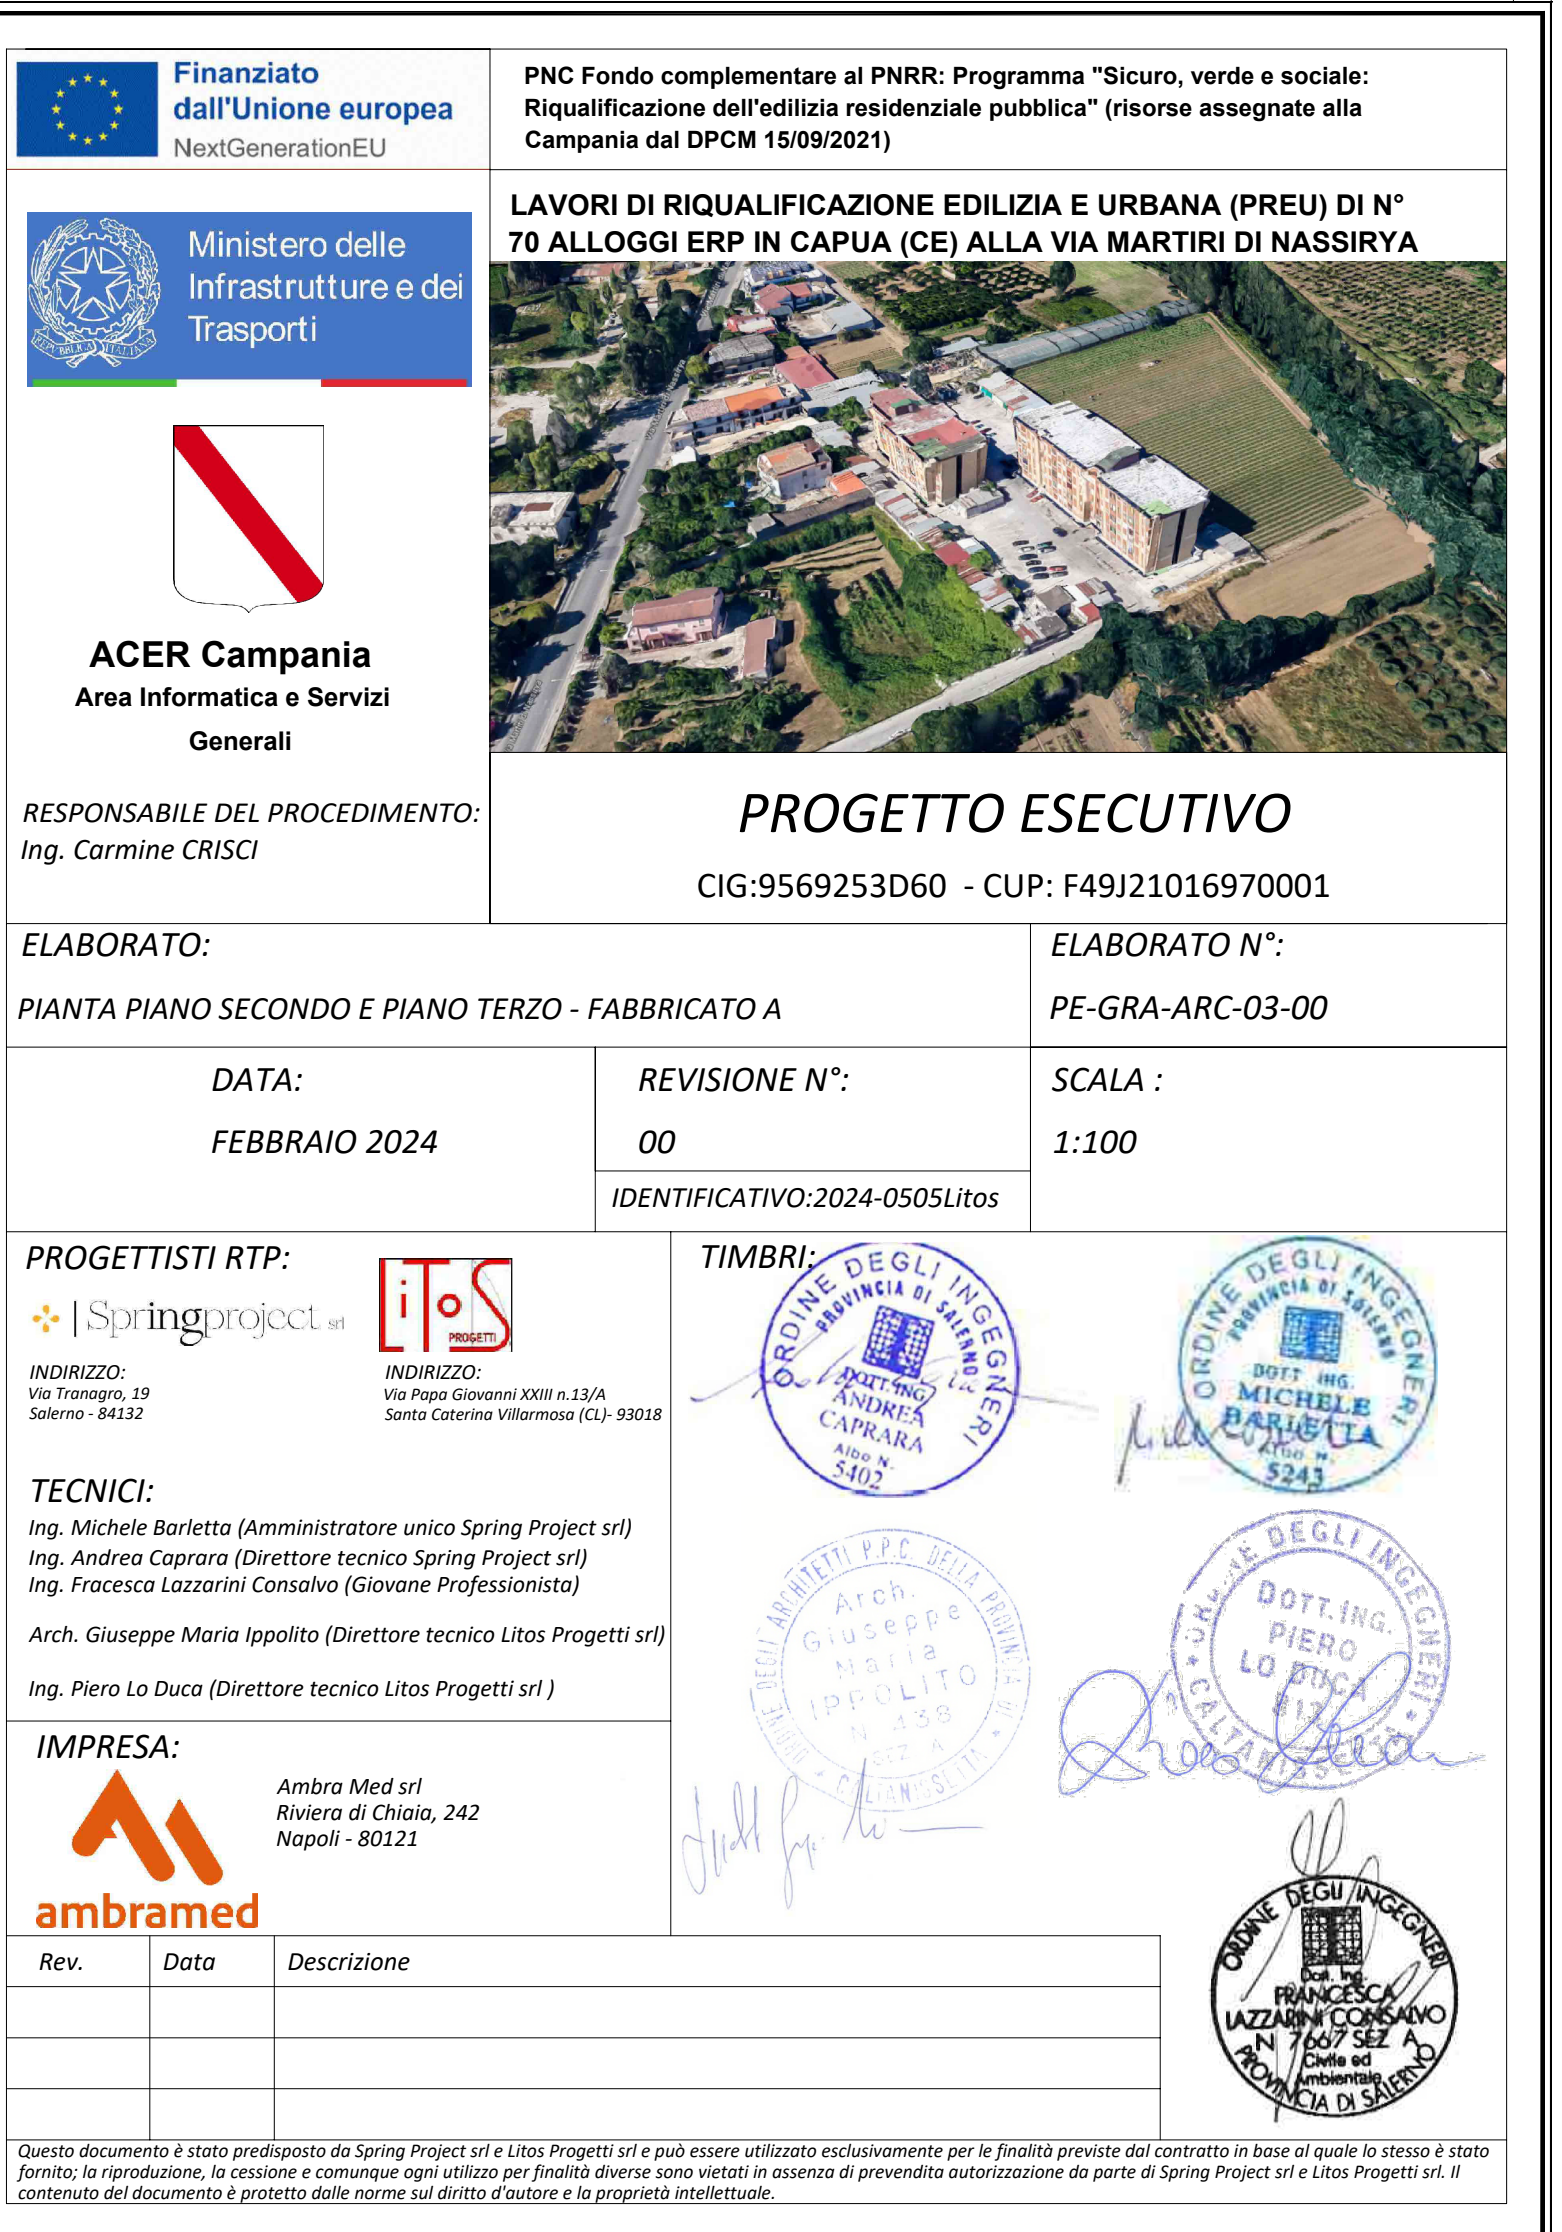 Finanziato
dall'Unione europea
NextGenerationEU
PNC Fondo complementare al PNRR: Programma "Sicuro, verde e sociale:
Riqualificazione dell'edilizia residenziale pubblica" (risorse assegnate alla
Campania dal DPCM 15/09/2021)
Ministero delle
Infrastrutture e dei
Trasporti
REPVBBLICA ITALIANA
LAVORI DI RIQUALIFICAZIONE EDILIZIA E URBANA (PREU) DI N°
70 ALLOGGI ERP IN CAPUA (CE) ALLA VIA MARTIRI DI NASSIRYA
ACER Campania
Area Informatica e Servizi
Generali
RESPONSABILE DEL PROCEDIMENTO:
Ing. Carmine CRISCI
PROGETTO ESECUTIVO
CIG:9569253D60 - CUP: F49J21016970001
ELABORATO:
PIANTA PIANO SECONDO E PIANO TERZO - FABBRICATO A
ELABORATO N°:
PE-GRA-ARC-03-00
DATA:
FEBBRAIO 2024
REVISIONE N°:
00
IDENTIFICATIVO:2024-0505Litos
SCALA :
1:100
PROGETTISTI RTP:
Springproject srl
LiToS
PROGETTI
INDIRIZZO:
Via Tranagro, 19
Salerno - 84132
INDIRIZZO:
Via Papa Giovanni XXIII n.13/A
Santa Caterina Villarmosa (CL)- 93018
TECNICI:
Ing. Michele Barletta (Amministratore unico Spring Project srl)
Ing. Andrea Caprara (Direttore tecnico Spring Project srl)
Ing. Fracesca Lazzarini Consalvo (Giovane Professionista)
Arch. Giuseppe Maria Ippolito (Direttore tecnico Litos Progetti srl)
Ing. Piero Lo Duca (Direttore tecnico Litos Progetti srl )
TIMBRI:
ORDINE DEGLI INGEGNERI
PROVINCIA DI SALERNO
DOTT. ING.
ANDREA
CAPRARA
Albo N.
5402
ORDINE DEGLI INGEGNERI
PROVINCIA DI SALERNO
DOTT. ING.
MICHELE
BARLETTA
Albo N.
5243
ORDINE DEGLI ARCHITETTI P.P.C. DELLA PROVINCIA DI CALTANISSETTA
Arch.
Giuseppe
Maria
IPPOLITO
N. 438
SEZ. A
ORDINE DEGLI INGEGNERI
CALTANISSETTA
DOTT. ING.
PIERO
LO DUCA
ORDINE DEGLI INGEGNERI
Dott. Ing.
FRANCESCA
LAZZARINI CONSALVO
N 7667 SEZ A
Civile ed
Ambientale
PROVINCIA DI SALERNO
IMPRESA:
ambramed
Ambra Med srl
Riviera di Chiaia, 242
Napoli - 80121
Rev. Data Descrizione
Questo documento è stato predisposto da Spring Project srl e Litos Progetti srl e può essere utilizzato esclusivamente per le finalità previste dal contratto in base al quale lo stesso è stato
fornito; la riproduzione, la cessione e comunque ogni utilizzo per finalità diverse sono vietati in assenza di prevendita autorizzazione da parte di Spring Project srl e Litos Progetti srl. Il
contenuto del documento è protetto dalle norme sul diritto d'autore e la proprietà intellettuale.